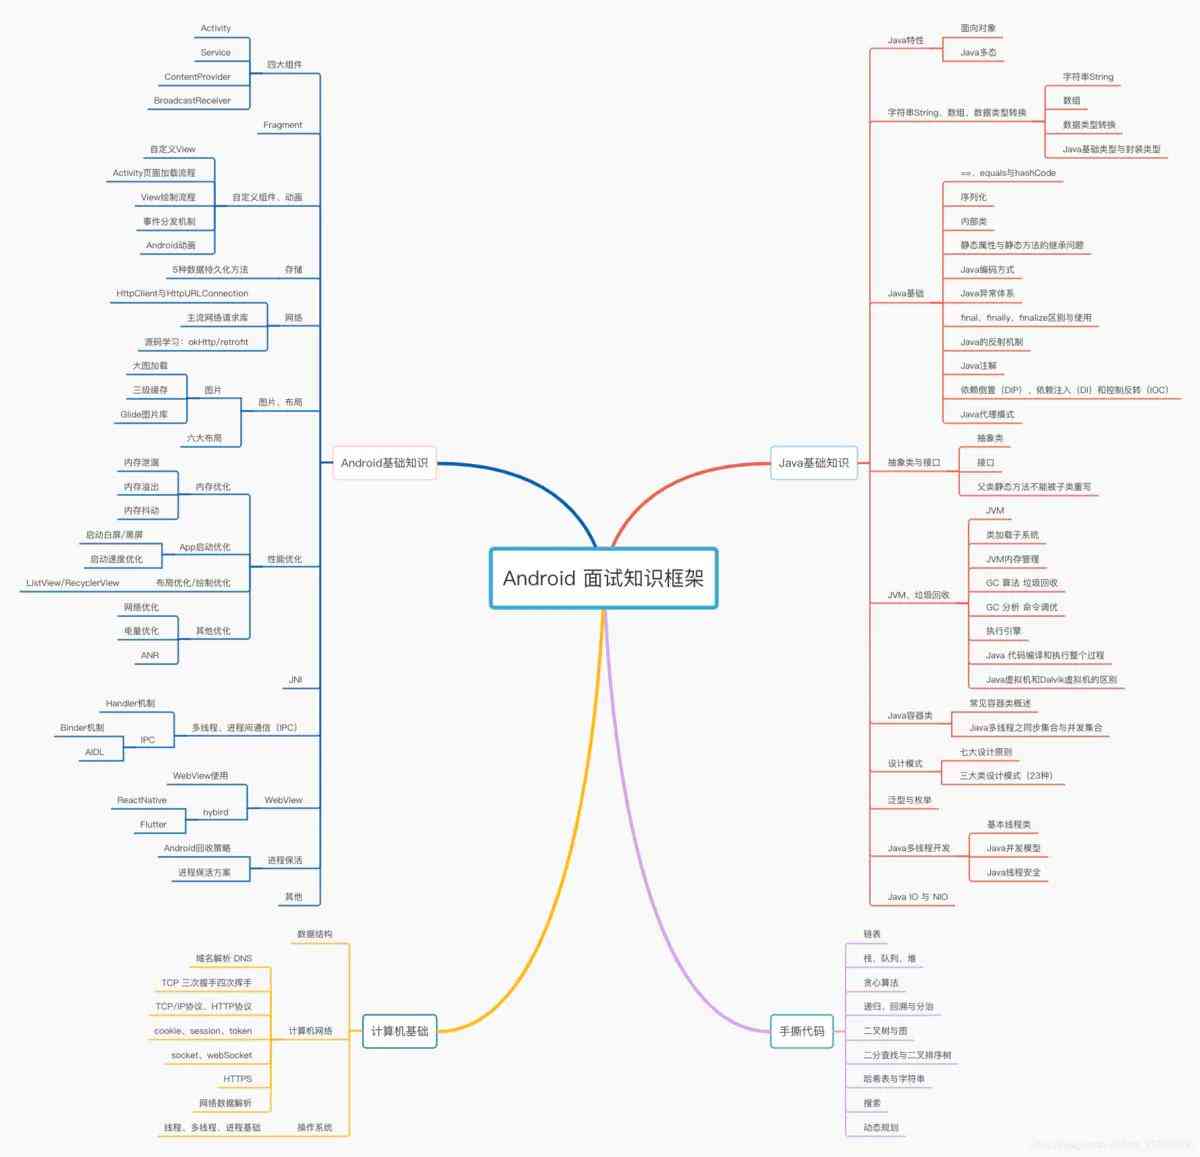 Android 面试知识框架
Android基础知识
四大组件
Activity
Service
ContentProvider
BroadcastReceiver
Fragment
自定义组件、动画
自定义View
Activity页面加载流程
View绘制流程
事件分发机制
Android动画
存储
5种数据持久化方法
网络
HttpClient与HttpURLConnection
主流网络请求库
源码学习：okHttp/retrofit
图片、布局
图片
大图加载
三级缓存
Glide图片库
六大布局
性能优化
内存优化
内存泄漏
内存溢出
内存抖动
App启动优化
启动白屏/黑屏
启动速度优化
布局优化/绘制优化
ListView/RecyclerView
其他优化
网络优化
电量优化
ANR
JNI
多线程、进程间通信（IPC）
Handler机制
IPC
Binder机制
AIDL
WebView
WebView使用
hybird
ReactNative
Flutter
进程保活
Android回收策略
进程保活方案
其他
Java基础知识
Java特性
面向对象
Java多态
字符串String、数组、数据类型转换
字符串String
数组
数据类型转换
Java基础类型与封装类型
Java基础
==、equals与hashCode
序列化
内部类
静态属性与静态方法的继承问题
Java编码方式
Java异常体系
final、finally、finalize区别与使用
Java的反射机制
Java注解
依赖倒置（DIP）、依赖注入（DI）和控制反转（IOC）
Java代理模式
抽象类与接口
抽象类
接口
父类静态方法不能被子类重写
JVM、垃圾回收
JVM
类加载子系统
JVM内存管理
GC 算法 垃圾回收
GC 分析 命令调优
执行引擎
Java 代码编译和执行整个过程
Java虚拟机和Dalvik虚拟机的区别
Java容器类
常见容器类概述
Java多线程之同步集合与并发集合
设计模式
七大设计原则
三大类设计模式（23种）
泛型与枚举
Java多线程开发
基本线程类
Java并发模型
Java线程安全
Java IO 与 NIO
计算机基础
数据结构
计算机网络
域名解析 DNS
TCP 三次握手四次挥手
TCP/IP协议、HTTP协议
cookie、session、token
socket、webSocket
HTTPS
网络数据解析
操作系统
线程、多线程、进程基础
手撕代码
链表
栈、队列、堆
贪心算法
递归、回溯与分治
二叉树与图
二分查找与二叉排序树
哈希表与字符串
搜索
动态规划